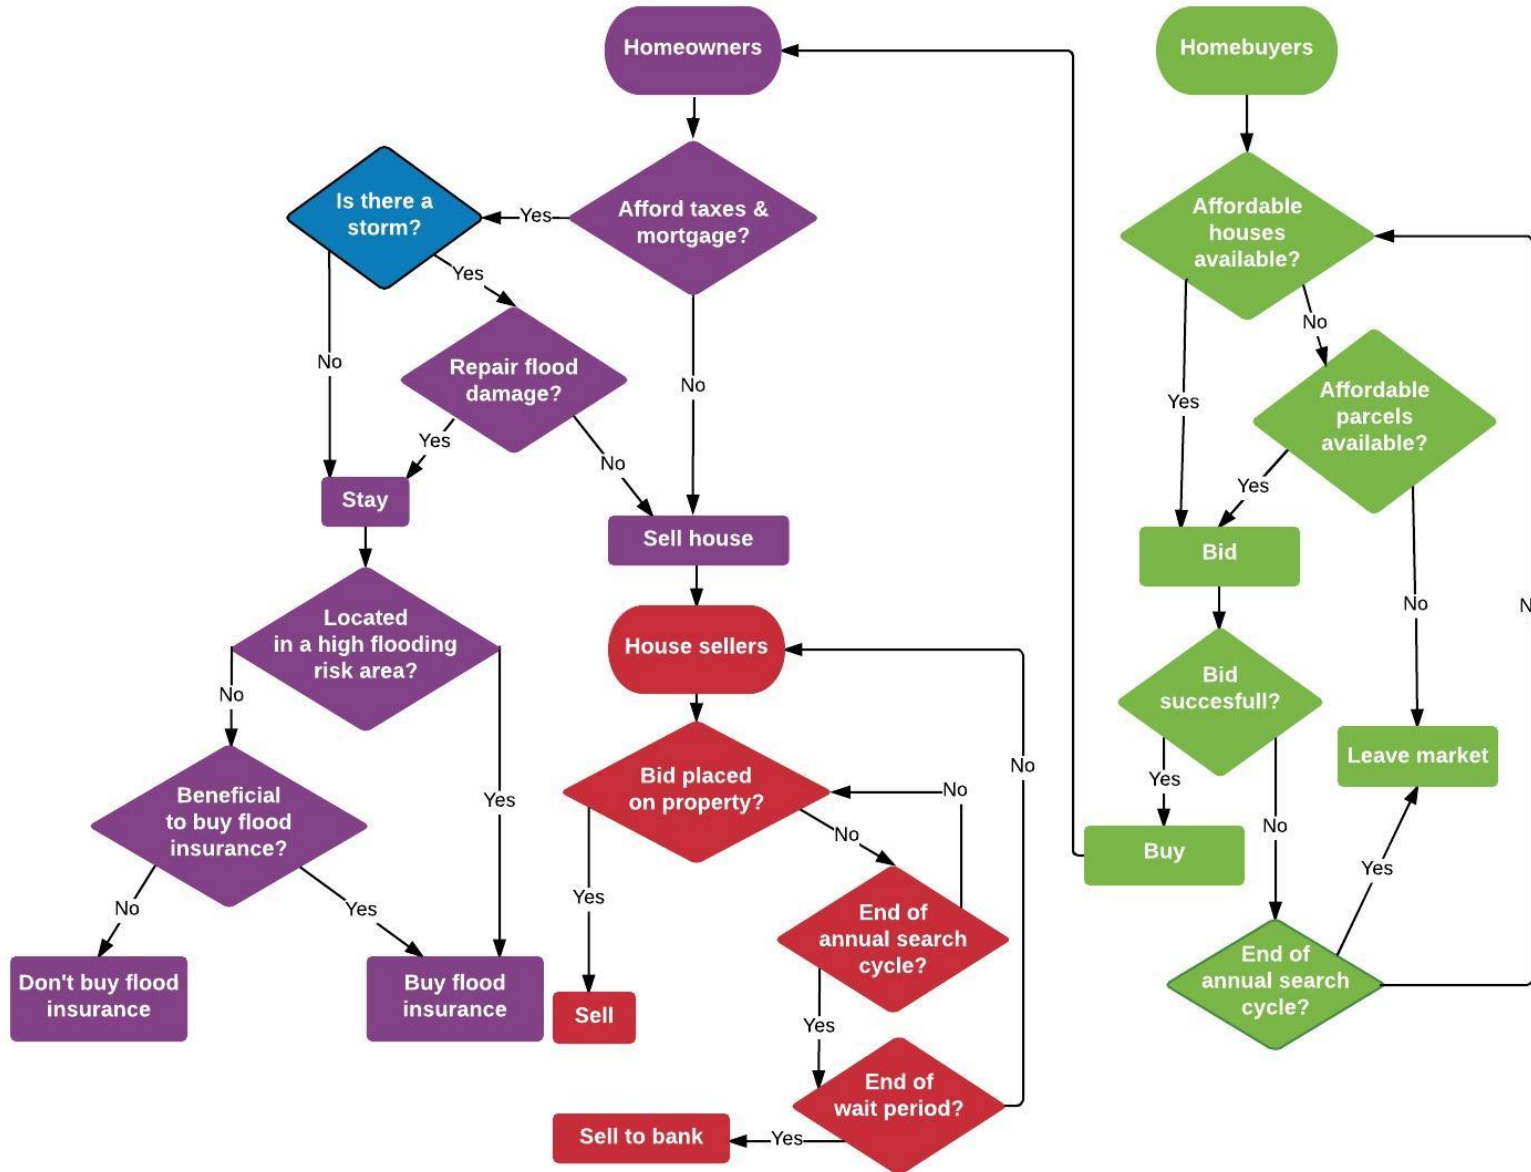 Homeowners
Homebuyers
Is there a
storm?
Yes
Afford taxes &
mortgage?
Affordable
houses
available?
Yes
No
No
Repair flood
damage?
No
Yes
Affordable
parcels
available?
Yes
No
Yes
Stay
Sell house
Bid
Located
in a high flooding
risk area?
House sellers
No
N
No
Bid
succesfull?
Leave market
Beneficial
to buy flood
insurance?
Yes
Bid placed
on property?
No
No
No
Yes
No
Buy
Yes
No
Yes
Yes
End of
annual search
cycle?
End of
annual search
cycle?
Don't buy flood
insurance
Buy flood
insurance
Sell
Yes
End of
wait period?
Sell to bank
Yes